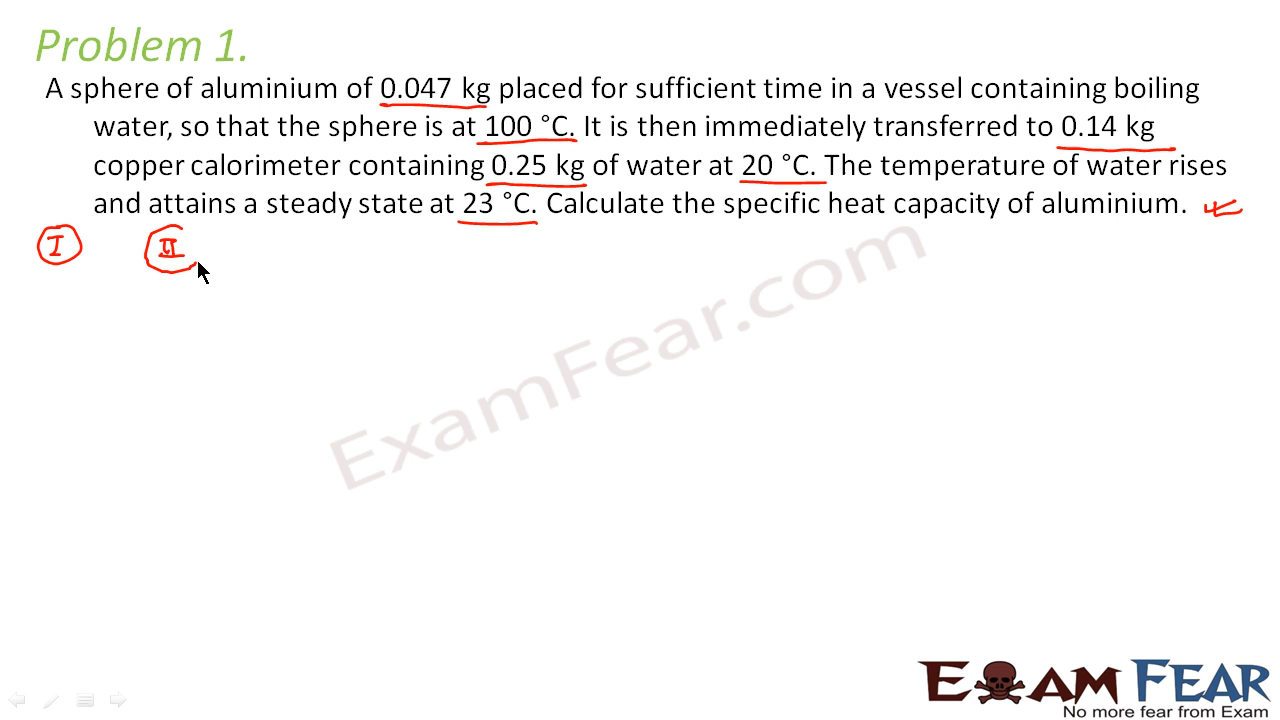 Problem 1.
A sphere of aluminium of 0.047 kg placed for sufficient time in a vessel containing boiling
water, so that the sphere is at 100 °C. It is then immediately transferred to 0.14 kg
copper calorimeter containing 0.25 kg of water at 20 °C. The temperature of water rises
and attains a steady state at 23 °C. Calculate the specific heat capacity of aluminium.
I II
ExamFear.com
EXAM FEAR
No more fear from Exam